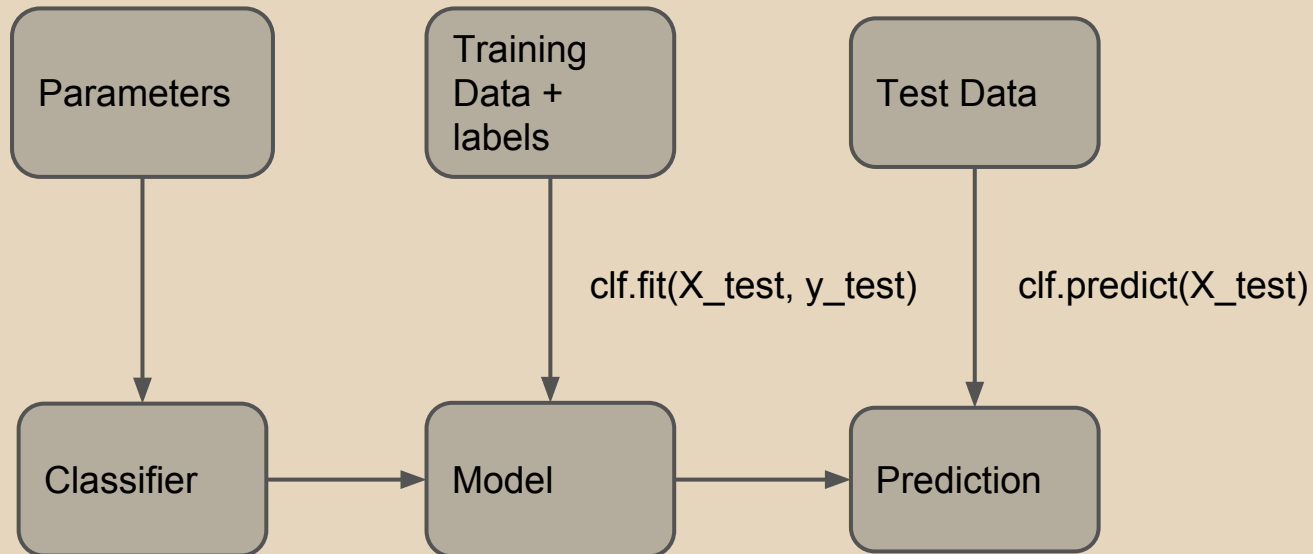 Parameters
Training
Data +
labels
Test Data
clf.fit(X_test, y_test)
clf.predict(X_test)
Classifier
Model
Prediction